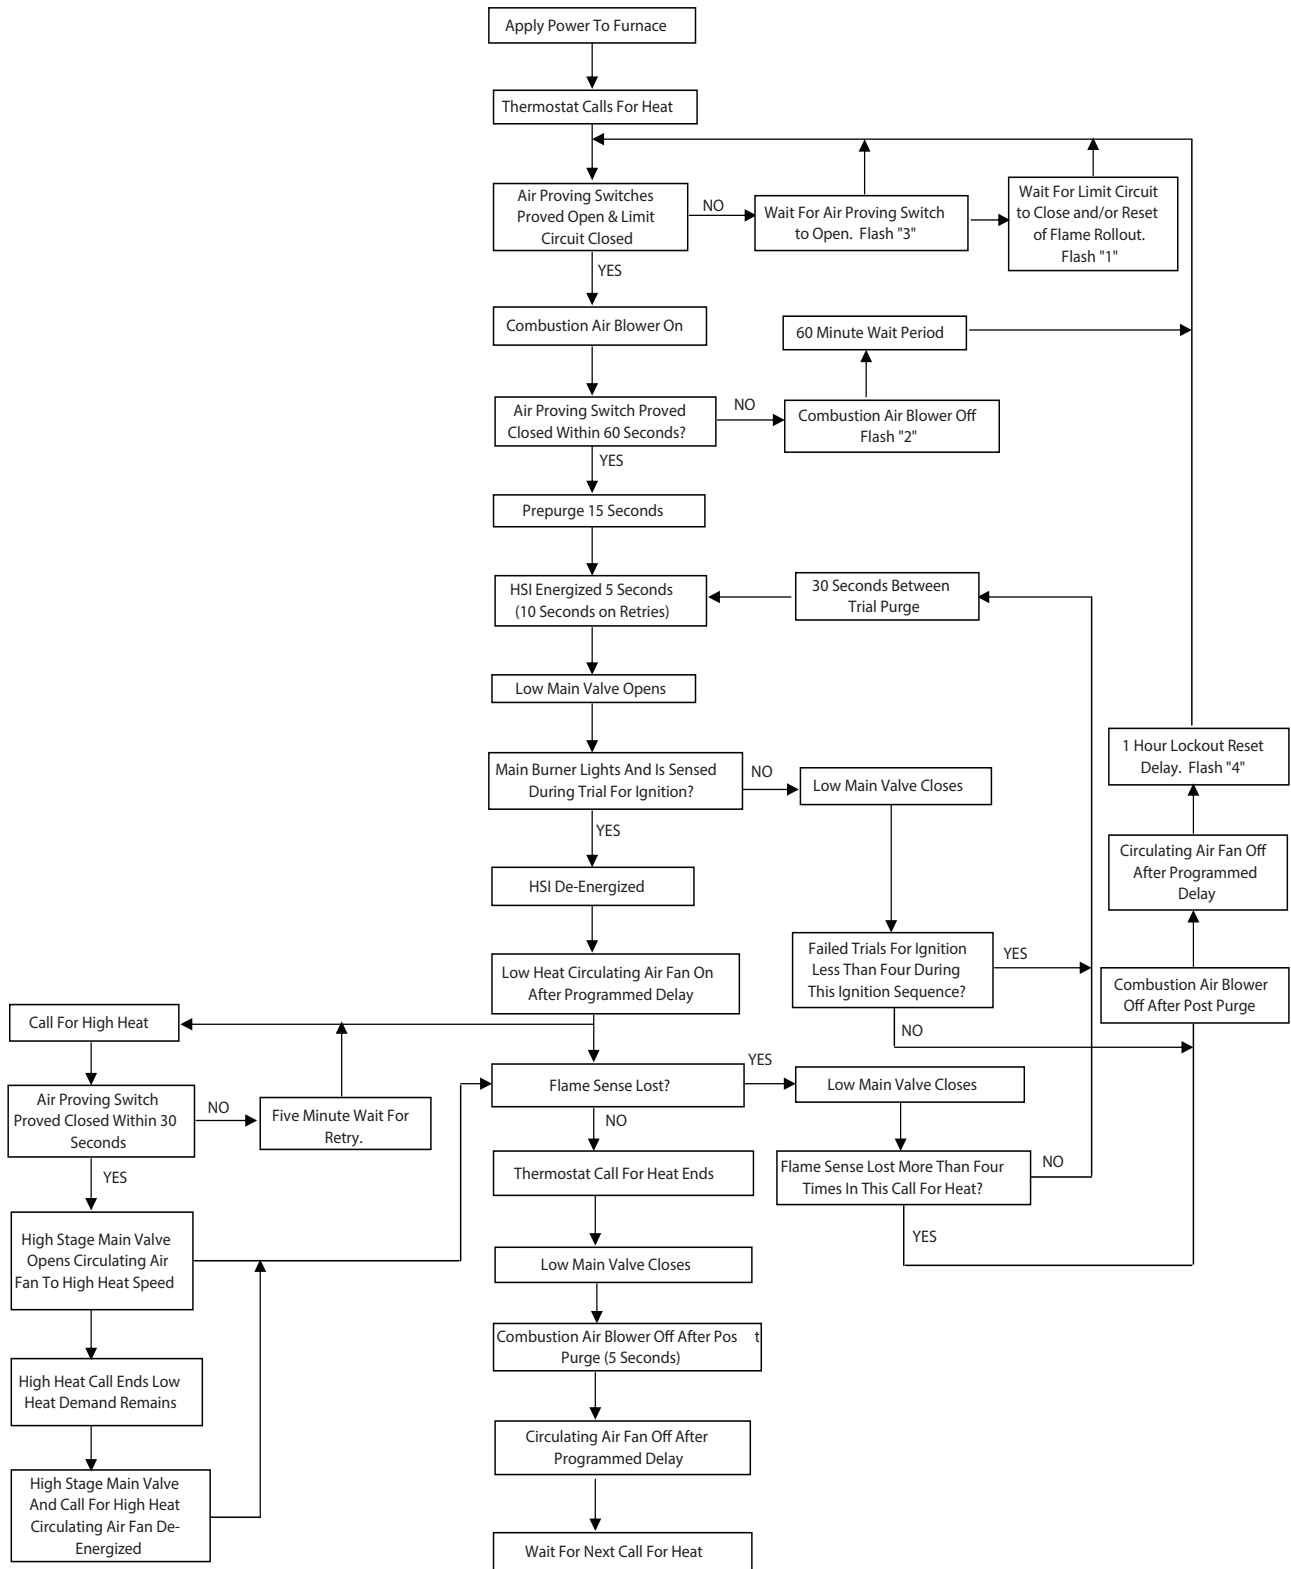 Apply Power To Furnace
Thermostat Calls For Heat
Air Proving Switches
Proved Open & Limit
Circuit Closed
NO
Wait For Air Proving Switch
to Open. Flash "3"
Wait For Limit Circuit
to Close and/or Reset
of Flame Rollout.
Flash "1"
YES
Combustion Air Blower On
60 Minute Wait Period
Air Proving Switch Proved
Closed Within 60 Seconds?
NO
Combustion Air Blower Off
Flash "2"
YES
Prepurge 15 Seconds
HSI Energized 5 Seconds
(10 Seconds on Retries)
30 Seconds Between
Trial Purge
Low Main Valve Opens
Main Burner Lights And Is Sensed
During Trial For Ignition?
NO
Low Main Valve Closes
1 Hour Lockout Reset
Delay. Flash "4"
YES
HSI De-Energized
Circulating Air Fan Off
After Programmed
Delay
Failed Trials For Ignition
Less Than Four During
This Ignition Sequence?
YES
NO
Low Heat Circulating Air Fan On
After Programmed Delay
Combustion Air Blower
Off After Post Purge
Call For High Heat
Flame Sense Lost?
YES
Low Main Valve Closes
Air Proving Switch
Proved Closed Within 30
Seconds
NO
Five Minute Wait For
Retry.
NO
Thermostat Call For Heat Ends
Flame Sense Lost More Than Four
Times In This Call For Heat?
NO
YES
YES
High Stage Main Valve
Opens Circulating Air
Fan To High Heat Speed
Low Main Valve Closes
Combustion Air Blower Off After Pos t
Purge (5 Seconds)
High Heat Call Ends Low
Heat Demand Remains
Circulating Air Fan Off After
Programmed Delay
High Stage Main Valve
And Call For High Heat
Circulating Air Fan De-
Energized
Wait For Next Call For Heat